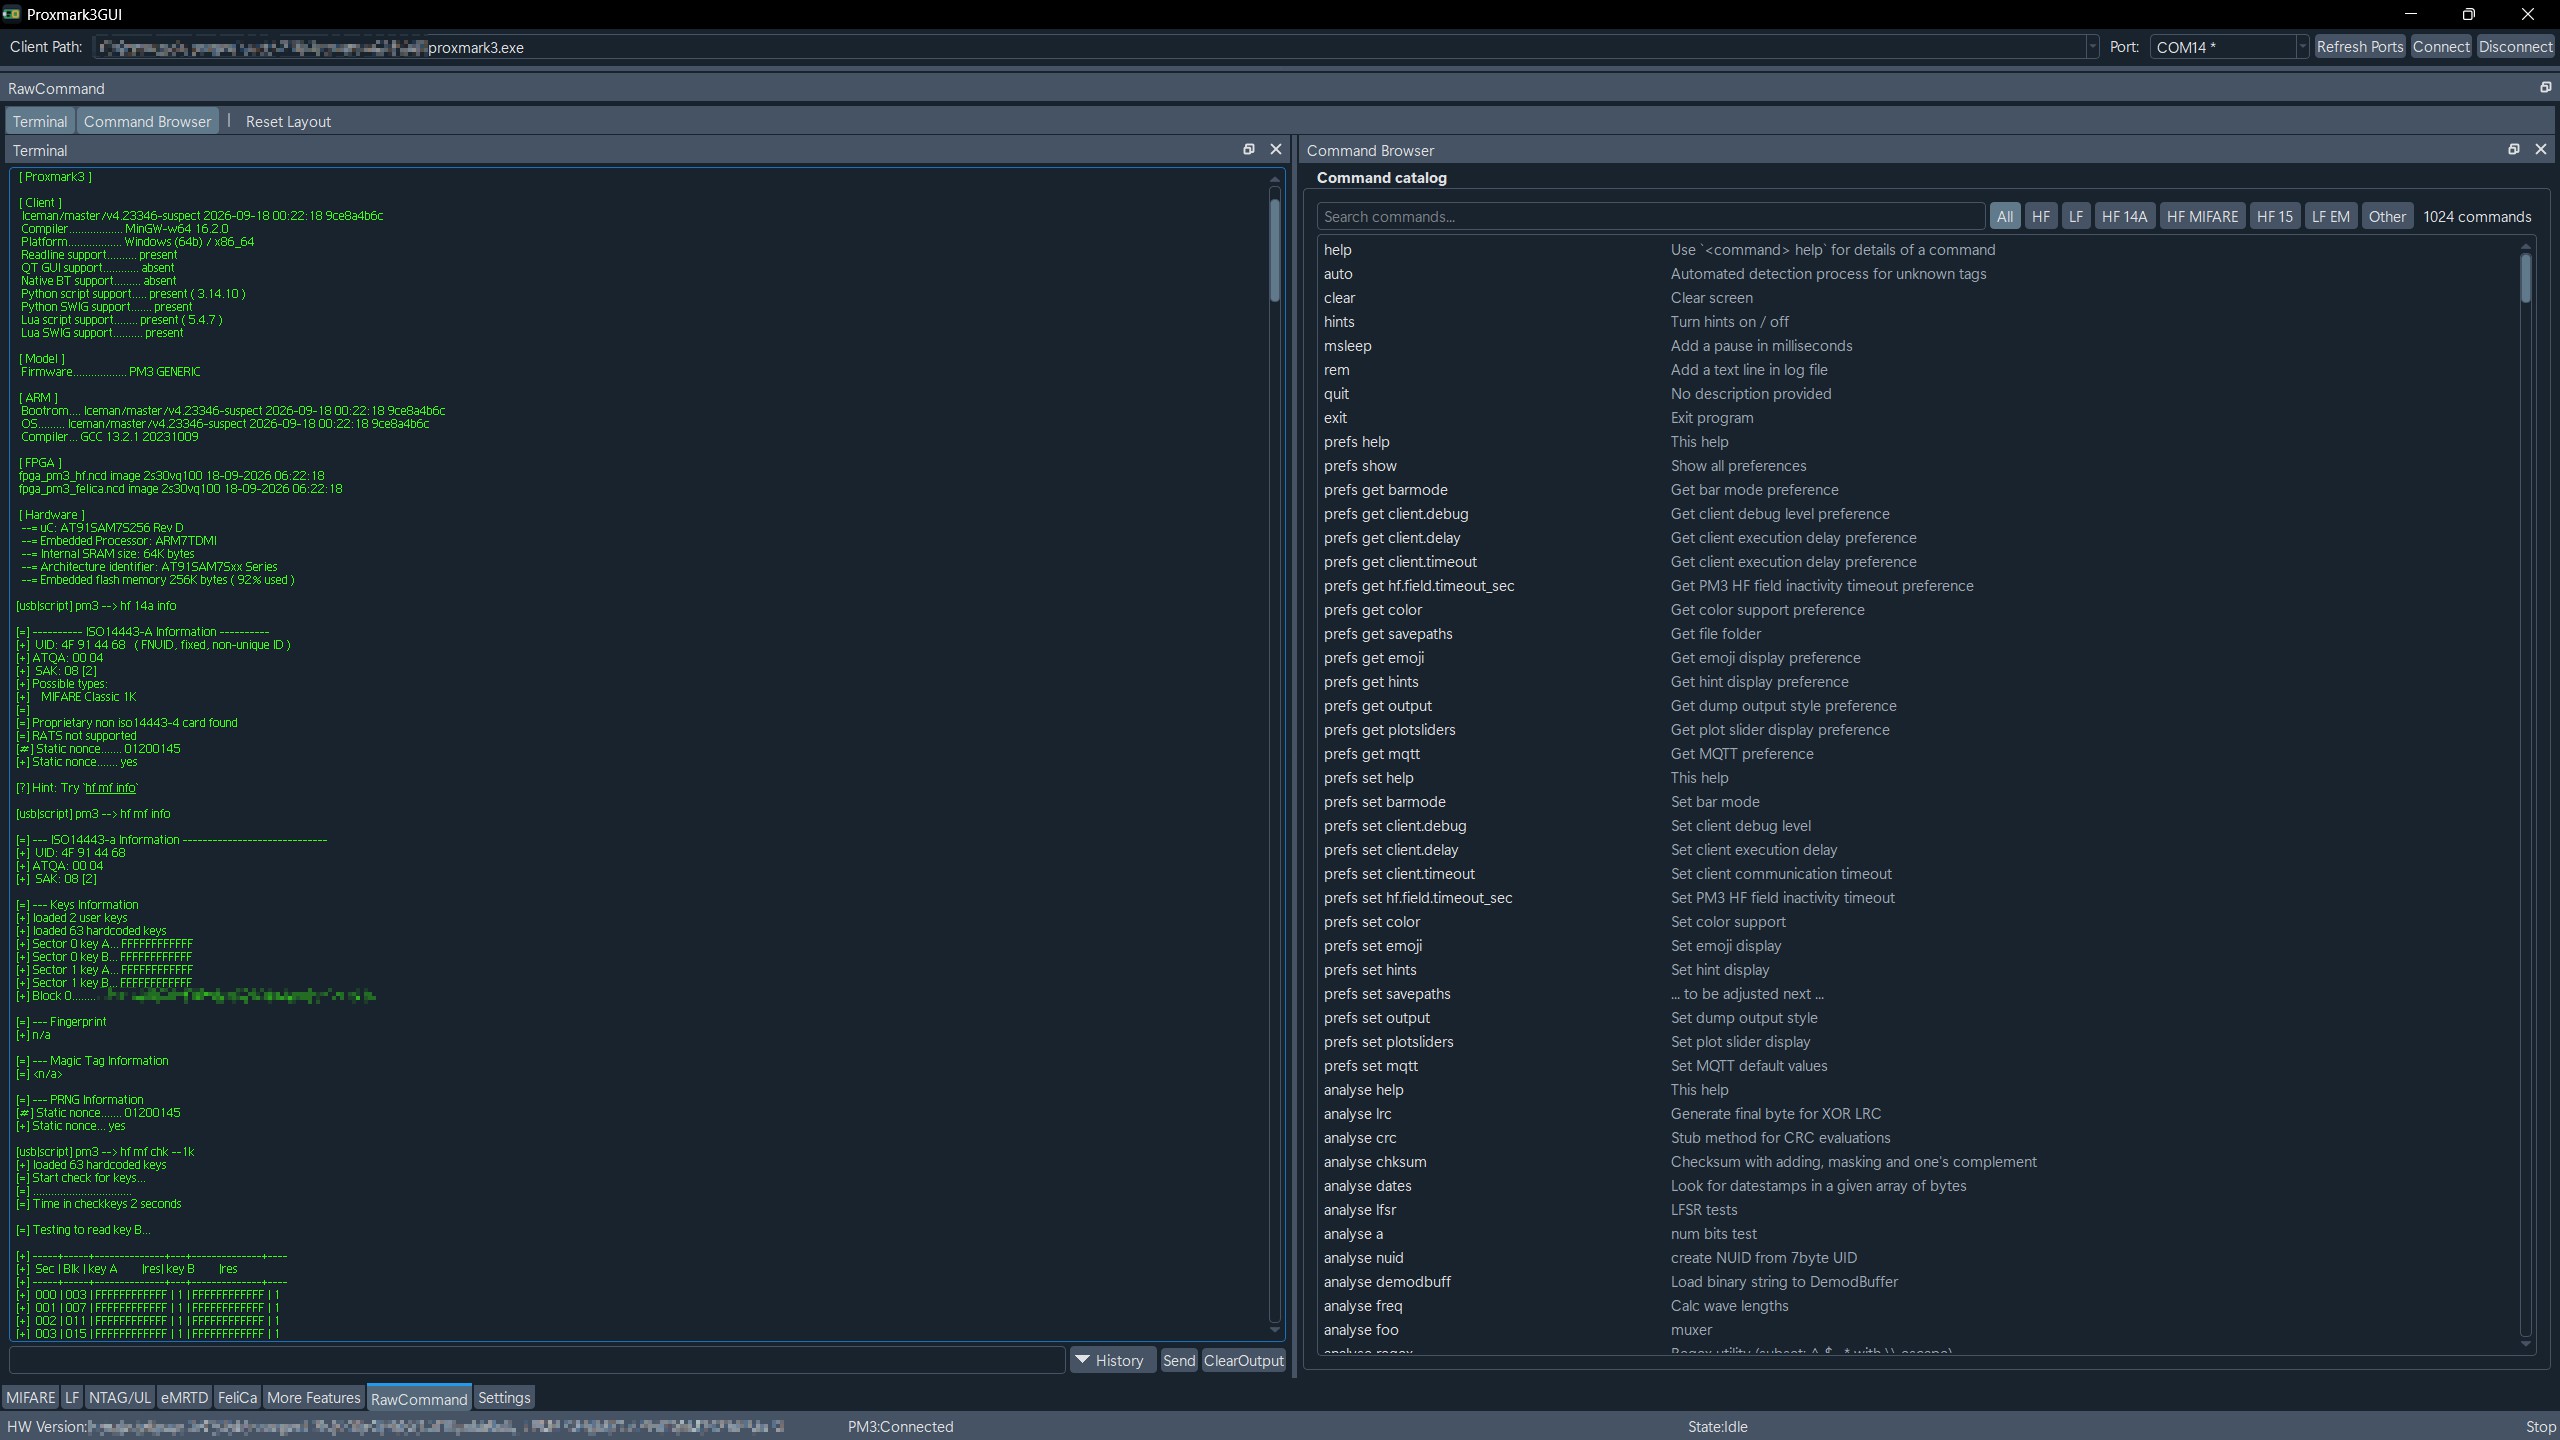 Proxmark3GUI
Client Path:
proxmark3.exe
Port:
COM14 *
Refresh Ports
Connect
Disconnect
RawCommand
Terminal
Command Browser
Reset Layout
Terminal
[ Proxmark3 ]
[ Client ]
Iceman/master/v4.23346-suspect 2026-09-18 00:22:18 9ce8a4b6c
Compiler.................. MinGW-w64 16.2.0
Platform.................. Windows (64b) / x86_64
Readline support.......... present
QT GUI support............ absent
Native BT support......... absent
Python script support..... present ( 3.14.10 )
Python SWIG support....... present
Lua script support........ present ( 5.4.7 )
Lua SWIG support.......... present
[ Model ]
Firmware.................. PM3 GENERIC
[ ARM ]
Bootrom.... Iceman/master/v4.23346-suspect 2026-09-18 00:22:18 9ce8a4b6c
OS......... Iceman/master/v4.23346-suspect 2026-09-18 00:22:18 9ce8a4b6c
Compiler... GCC 13.2.1 20231009
[ FPGA ]
fpga_pm3_hf.ncd image 2s30vq100 18-09-2026 06:22:18
fpga_pm3_felica.ncd image 2s30vq100 18-09-2026 06:22:18
[ Hardware ]
--= uC: AT91SAM7S256 Rev D
--= Embedded Processor: ARM7TDMI
--= Internal SRAM size: 64K bytes
--= Architecture identifier: AT91SAM7Sxx Series
--= Embedded flash memory 256K bytes ( 92% used )
[usb|script] pm3 --> hf 14a info
[=] ---------- ISO14443-A Information ----------
[+] UID: 4F 91 44 68 ( FNUID, fixed, non-unique ID )
[+] ATQA: 00 04
[+] SAK: 08 [2]
[+] Possible types:
[+] MIFARE Classic 1K
[=]
[=] Proprietary non iso14443-4 card found
[=] RATS not supported
[#] Static nonce....... 01200145
[+] Static nonce....... yes
[?] Hint: Try `hf mf info`
[usb|script] pm3 --> hf mf info
[=] --- ISO14443-a Information -----------------------------
[+] UID: 4F 91 44 68
[+] ATQA: 00 04
[+] SAK: 08 [2]
[=] --- Keys Information
[+] loaded 2 user keys
[+] loaded 63 hardcoded keys
[+] Sector 0 key A... FFFFFFFFFFFF
[+] Sector 0 key B... FFFFFFFFFFFF
[+] Sector 1 key A... FFFFFFFFFFFF
[+] Sector 1 key B... FFFFFFFFFFFF
[+] Block 0........
[=] --- Fingerprint
[+] n/a
[=] --- Magic Tag Information
[=] <n/a>
[=] --- PRNG Information
[#] Static nonce....... 01200145
[+] Static nonce... yes
[usb|script] pm3 --> hf mf chk --1k
[+] loaded 63 hardcoded keys
[=] Start check for keys...
[=] .................................
[=] Time in checkkeys 2 seconds
[=] Testing to read key B...
[+] -----+-----+--------------+---+--------------+----
[+] Sec | Blk | key A |res| key B |res
[+] -----+-----+--------------+---+--------------+----
[+] 000 | 003 | FFFFFFFFFFFF | 1 | FFFFFFFFFFFF | 1
[+] 001 | 007 | FFFFFFFFFFFF | 1 | FFFFFFFFFFFF | 1
[+] 002 | 011 | FFFFFFFFFFFF | 1 | FFFFFFFFFFFF | 1
[+] 003 | 015 | FFFFFFFFFFFF | 1 | FFFFFFFFFFFF | 1
History
Send
ClearOutput
Command Browser
Command catalog
Search commands...
All
HF
LF
HF 14A
HF MIFARE
HF 15
LF EM
Other
1024 commands
help Use `<command> help` for details of a command
auto Automated detection process for unknown tags
clear Clear screen
hints Turn hints on / off
msleep Add a pause in milliseconds
rem Add a text line in log file
quit No description provided
exit Exit program
prefs help This help
prefs show Show all preferences
prefs get barmode Get bar mode preference
prefs get client.debug Get client debug level preference
prefs get client.delay Get client execution delay preference
prefs get client.timeout Get client execution delay preference
prefs get hf.field.timeout_sec Get PM3 HF field inactivity timeout preference
prefs get color Get color support preference
prefs get savepaths Get file folder
prefs get emoji Get emoji display preference
prefs get hints Get hint display preference
prefs get output Get dump output style preference
prefs get plotsliders Get plot slider display preference
prefs get mqtt Get MQTT preference
prefs set help This help
prefs set barmode Set bar mode
prefs set client.debug Set client debug level
prefs set client.delay Set client execution delay
prefs set client.timeout Set client communication timeout
prefs set hf.field.timeout_sec Set PM3 HF field inactivity timeout
prefs set color Set color support
prefs set emoji Set emoji display
prefs set hints Set hint display
prefs set savepaths ... to be adjusted next ...
prefs set output Set dump output style
prefs set plotsliders Set plot slider display
prefs set mqtt Set MQTT default values
analyse help This help
analyse lrc Generate final byte for XOR LRC
analyse crc Stub method for CRC evaluations
analyse chksum Checksum with adding, masking and one's complement
analyse dates Look for datestamps in a given array of bytes
analyse lfsr LFSR tests
analyse a num bits test
analyse nuid create NUID from 7byte UID
analyse demodbuff Load binary string to DemodBuffer
analyse freq Calc wave lengths
analyse foo muxer
MIFARE
LF
NTAG/UL
eMRTD
FeliCa
More Features
RawCommand
Settings
HW Version:
PM3:Connected
State:Idle
Stop